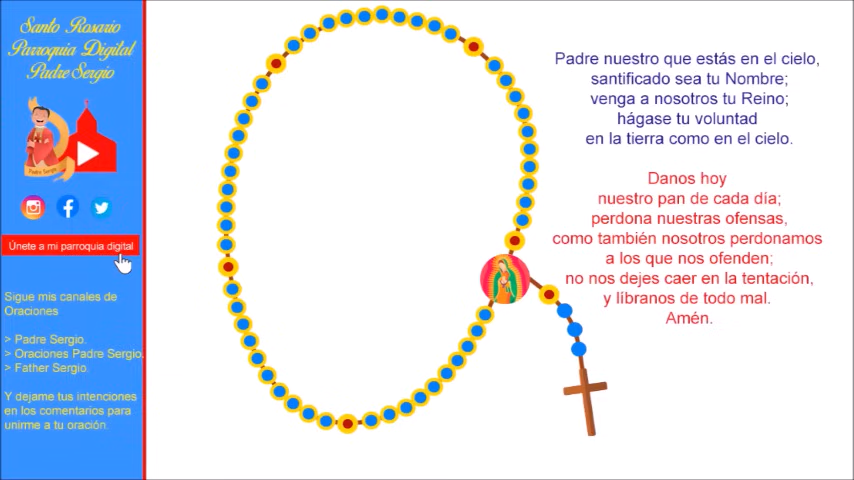 Santo Rosario
Parroquia Digital
Padre Sergio
Padre Sergio
Únete a mi parroquia digital
Sigue mis canales de
Oraciones
> Padre Sergio.
> Oraciones Padre Sergio.
> Father Sergio.
Y dejame tus intenciones
en los comentarios para
unirme a tu oración.
Padre nuestro que estás en el cielo,
santificado sea tu Nombre;
venga a nosotros tu Reino;
hágase tu voluntad
en la tierra como en el cielo.
Danos hoy
nuestro pan de cada día;
perdona nuestras ofensas,
como también nosotros perdonamos
a los que nos ofenden;
no nos dejes caer en la tentación,
y líbranos de todo mal.
Amén.